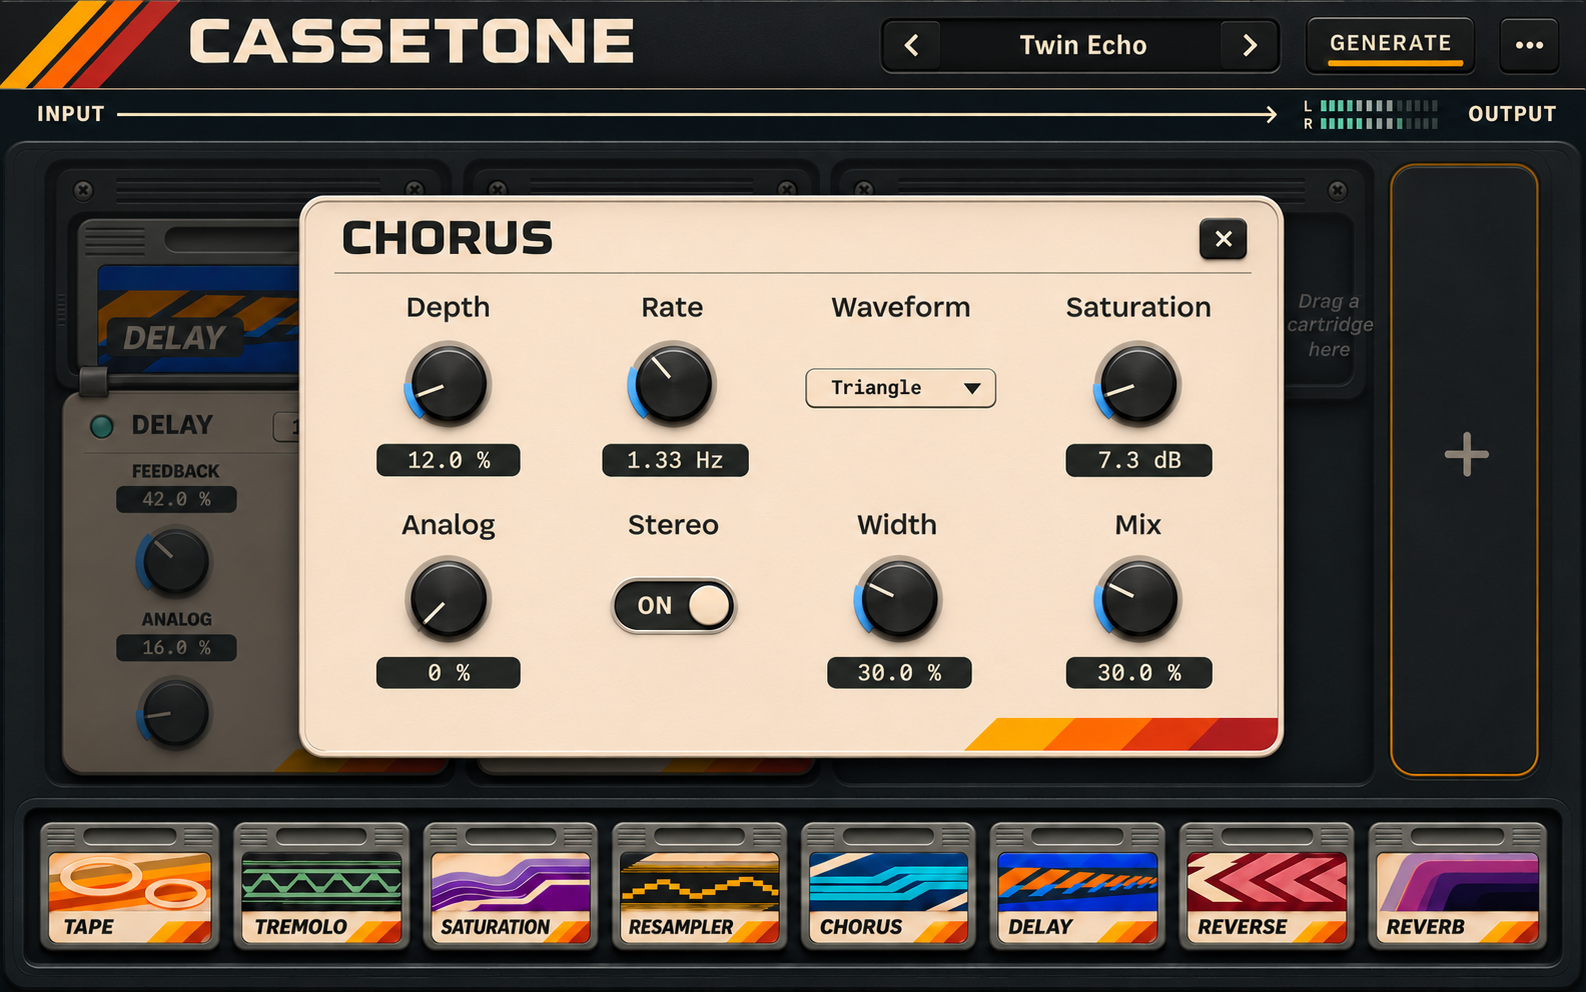 CASSETONE
Twin Echo
GENERATE
INPUT
L
R
OUTPUT
CHORUS
Depth
Rate
Waveform
Saturation
Triangle
12.0 %
1.33 Hz
7.3 dB
Analog
Stereo
Width
Mix
ON
0 %
30.0 %
30.0 %
DELAY
DELAY
1
FEEDBACK
42.0 %
ANALOG
16.0 %
Drag a
cartridge
here
TAPE
TREMOLO
SATURATION
RESAMPLER
CHORUS
DELAY
REVERSE
REVERB